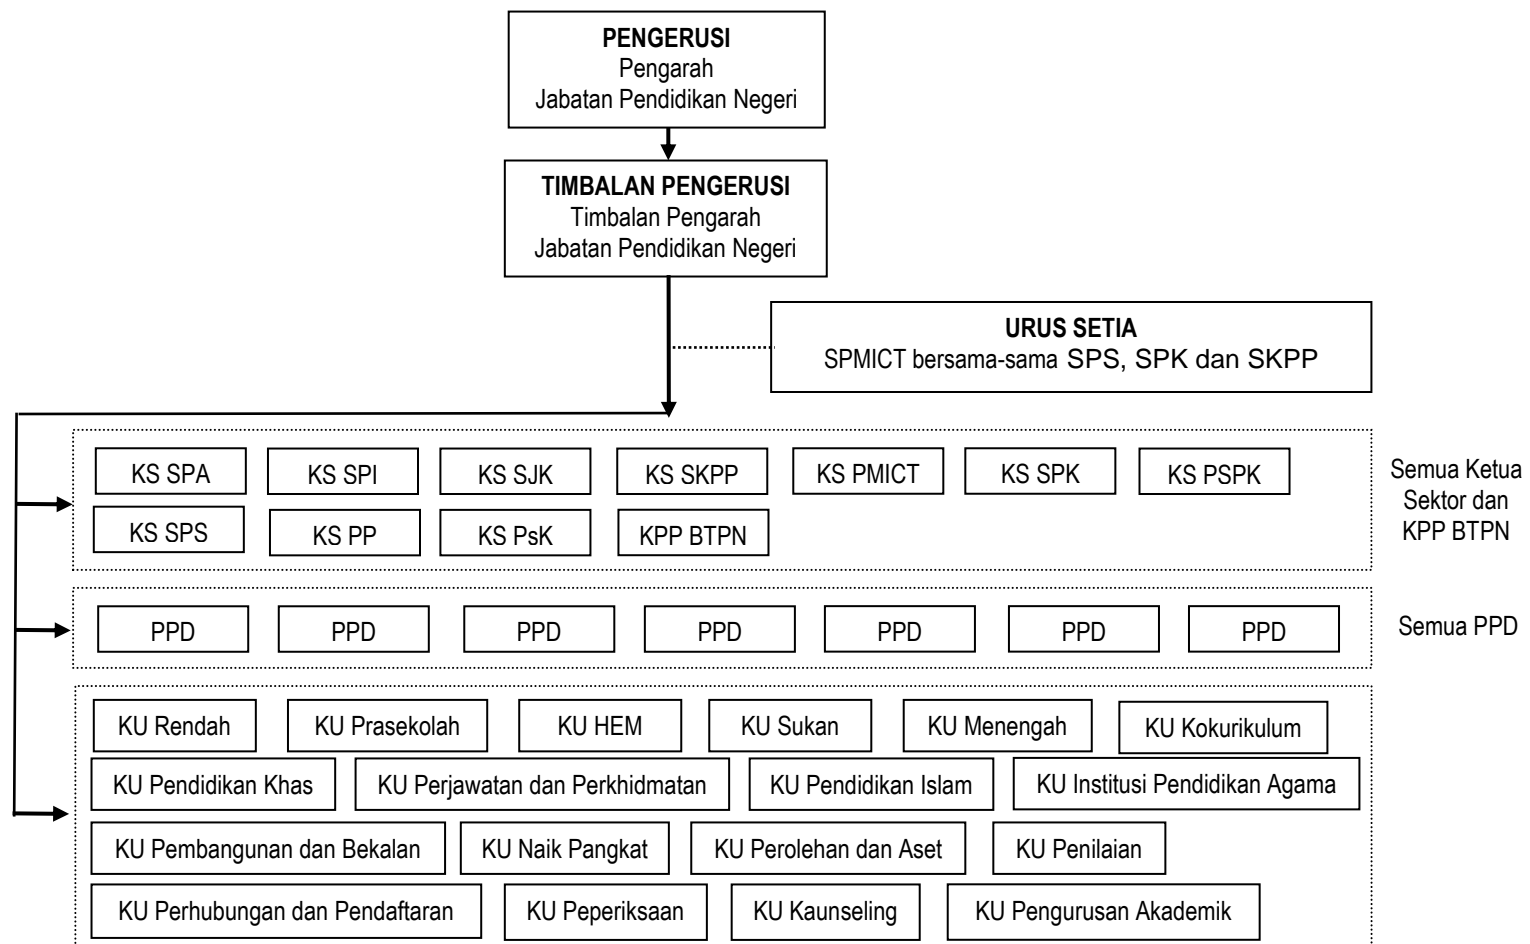 PENGERUSI
Pengarah
Jabatan Pendidikan Negeri
TIMBALAN PENGERUSI
Timbalan Pengarah
Jabatan Pendidikan Negeri
URUS SETIA
SPMICT bersama-sama SPS, SPK dan SKPP
KS SPA
KS SPI
KS SJK
KS SKPP
KS PMICT
KS SPK
KS PSPK
KS SPS
KS PP
KS PsK
KPP BTPN
Semua Ketua
Sektor dan
KPP BTPN
PPD
PPD
PPD
PPD
PPD
PPD
PPD
Semua PPD
KU Rendah
KU Prasekolah
KU HEM
KU Sukan
KU Menengah
KU Kokurikulum
KU Pendidikan Khas
KU Perjawatan dan Perkhidmatan
KU Pendidikan Islam
KU Institusi Pendidikan Agama
KU Pembangunan dan Bekalan
KU Naik Pangkat
KU Perolehan dan Aset
KU Penilaian
KU Perhubungan dan Pendaftaran
KU Peperiksaan
KU Kaunseling
KU Pengurusan Akademik